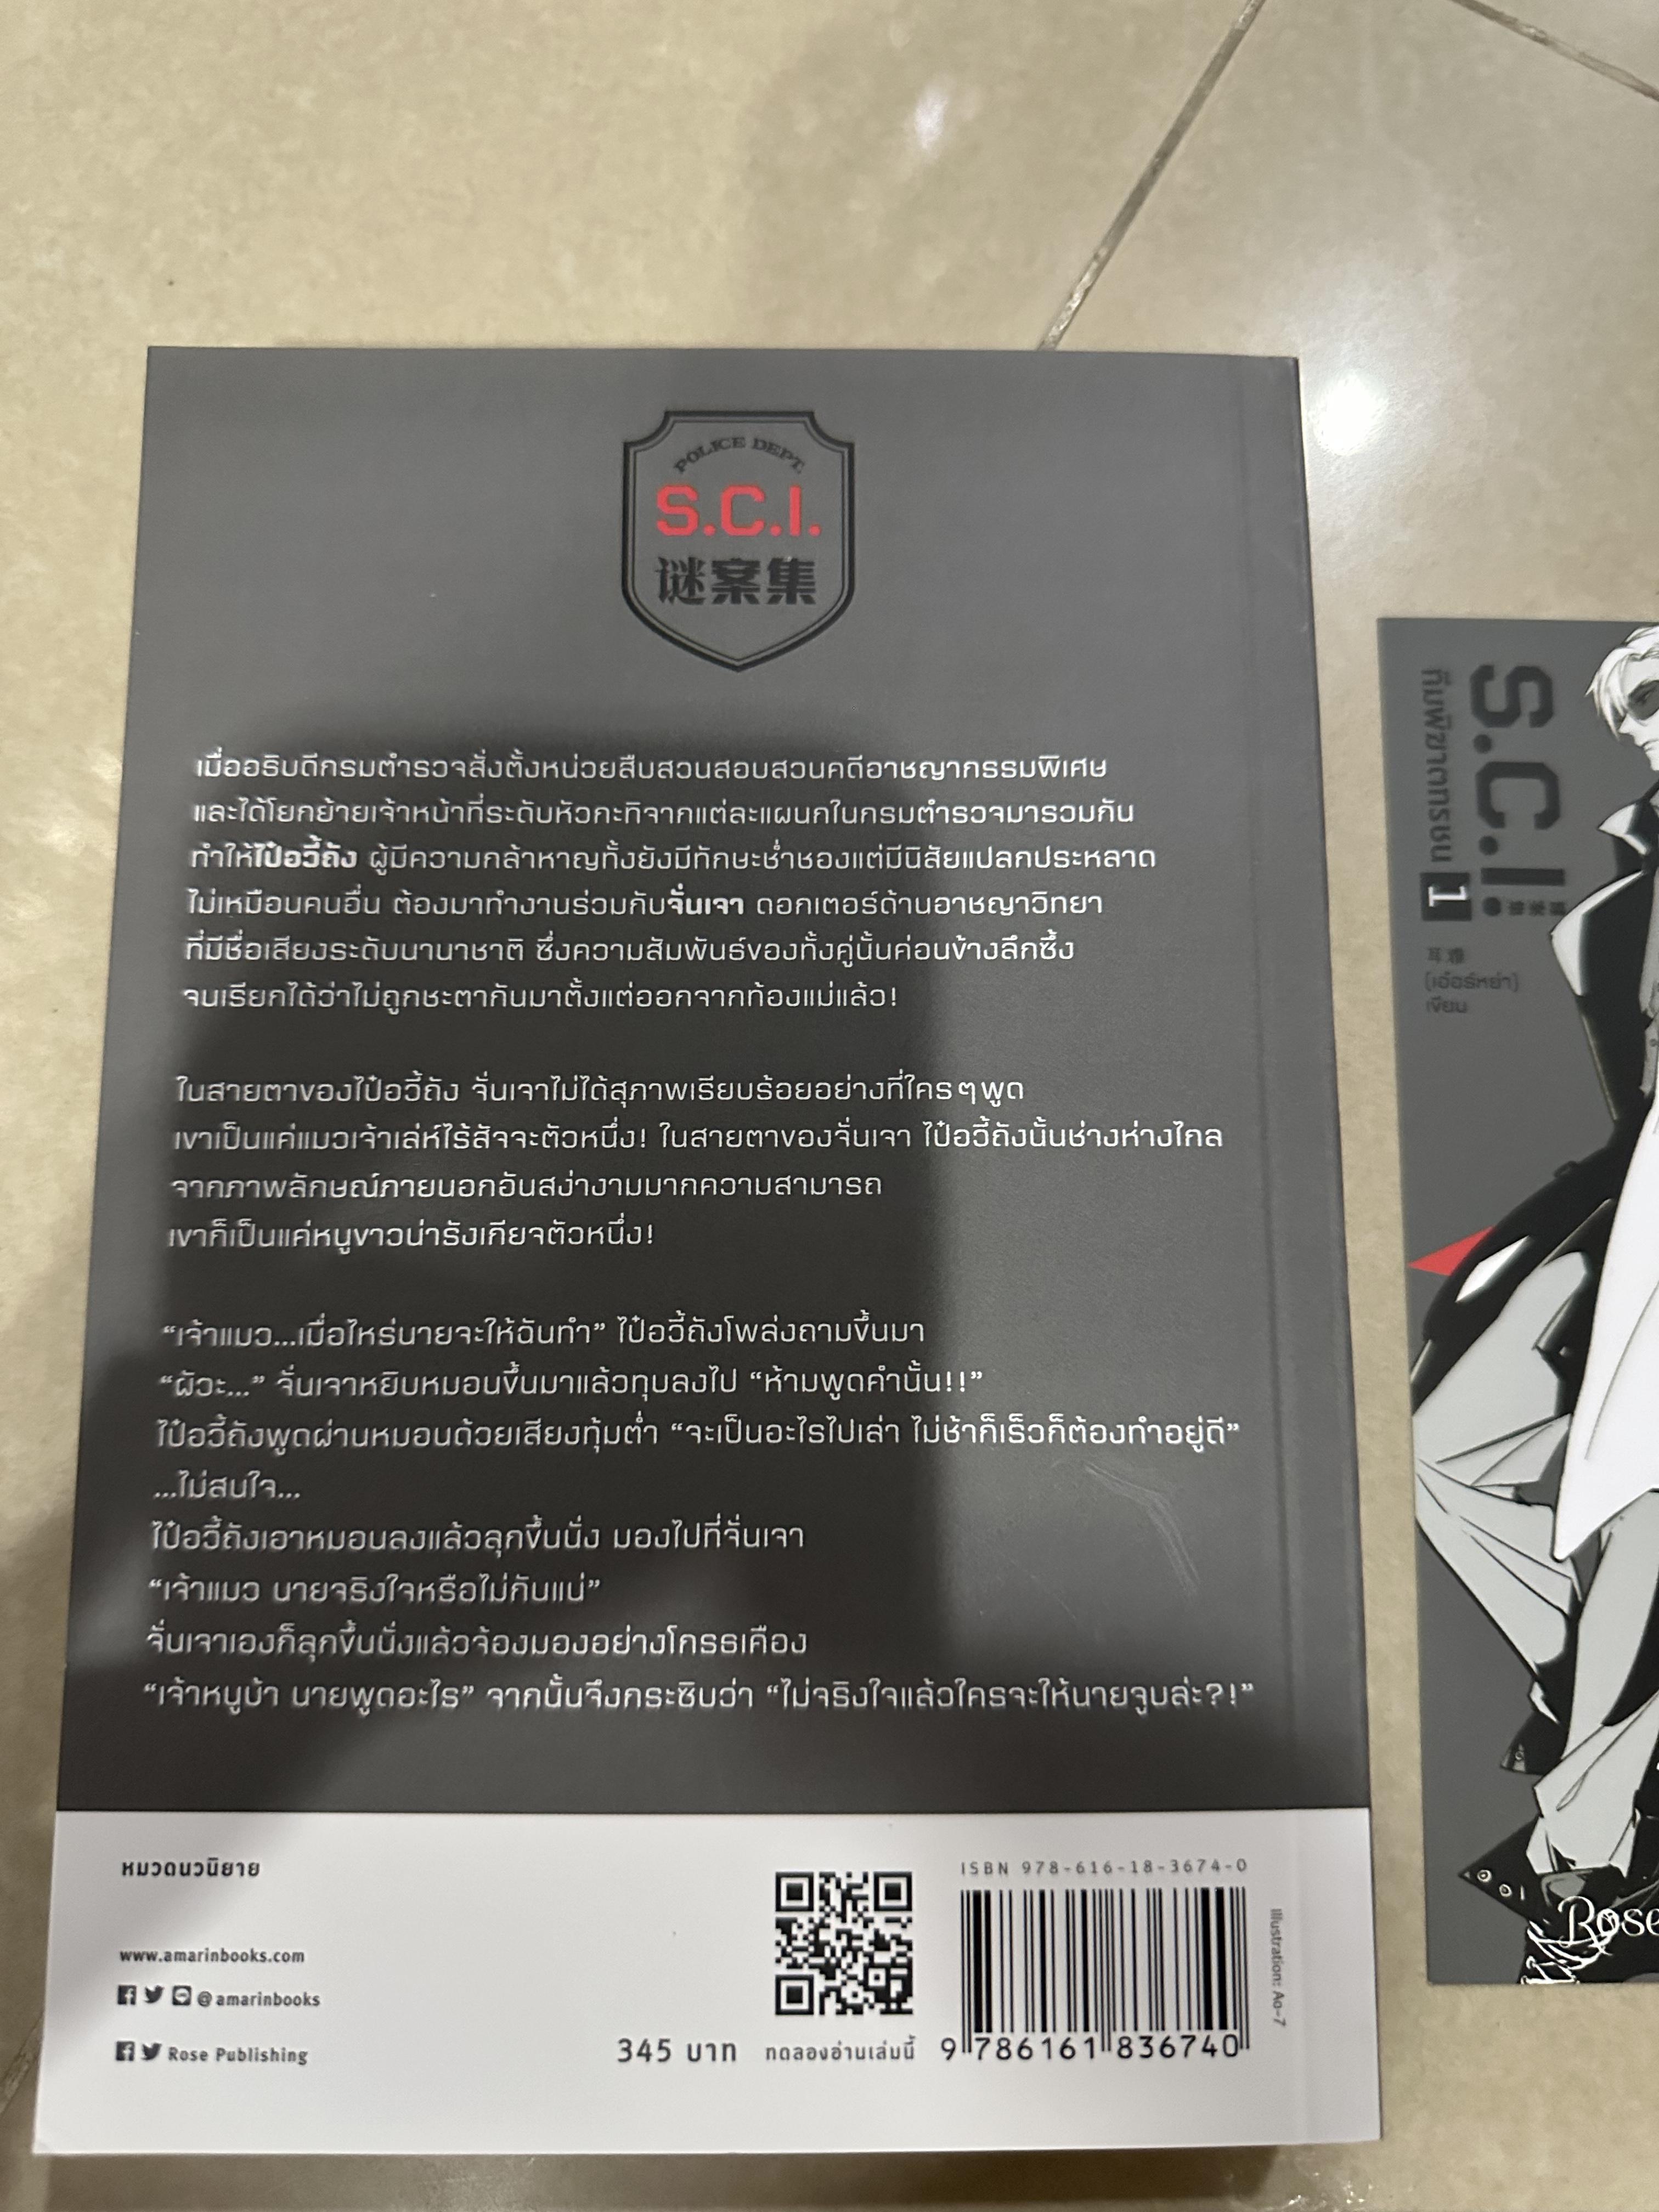 POLICE DEPT.
S.C.I.
谜案集
เมื่ออธิบดีกรมตำรวจสั่งตั้งหน่วยสืบสวนสอบสวนคดีอาชญากรรมพิเศษ
และได้โยกย้ายเจ้าหน้าที่ระดับหัวกะทิจากแต่ละแผนกในกรมตำรวจมารวมกัน
ทำให้ไป๋อวี้ถัง ผู้มีความกล้าหาญทั้งยังมีทักษะช่ำชองแต่มีนิสัยแปลกประหลาด
ไม่เหมือนคนอื่น ต้องมาทำงานร่วมกับจั่นเจา ดอกเตอร์ด้านอาชญาวิทยา
ที่มีชื่อเสียงระดับนานาชาติ ซึ่งความสัมพันธ์ของทั้งคู่นั้นค่อนข้างลึกซึ้ง
จนเรียกได้ว่าไม่ถูกชะตากันมาตั้งแต่ออกจากท้องแม่แล้ว!
ในสายตาของไป๋อวี้ถัง จั่นเจาไม่ได้สุภาพเรียบร้อยอย่างที่ใครๆพูด
เขาเป็นแค่แมวเจ้าเล่ห์ไร้สัจจะตัวหนึ่ง! ในสายตาของจั่นเจา ไป๋อวี้ถังนั้นช่างห่างไกล
จากภาพลักษณ์ภายนอกอันสง่างามมากความสามารถ
เขาก็เป็นแค่หนูขาวน่ารังเกียจตัวหนึ่ง!
“เจ้าแมว...เมื่อไหร่นายจะให้ฉันทำ” ไป๋อวี้ถังโพล่งถามขึ้นมา
“ผัวะ...” จั่นเจาหยิบหมอนขึ้นมาแล้วทุบลงไป “ห้ามพูดคำนั้น!!”
ไป๋อวี้ถังพูดผ่านหมอนด้วยเสียงทุ้มต่ำ “จะเป็นอะไรไปเล่า ไม่ช้าก็เร็วก็ต้องทำอยู่ดี”
...ไม่สนใจ...
ไป๋อวี้ถังเอาหมอนลงแล้วลุกขึ้นนั่ง มองไปที่จั่นเจา
“เจ้าแมว นายจริงใจหรือไม่กันแน่”
จั่นเจาเองก็ลุกขึ้นนั่งแล้วจ้องมองอย่างโกรธเคือง
“เจ้าหนูบ้า นายพูดอะไร” จากนั้นจึงกระซิบว่า “ไม่จริงใจแล้วใครจะให้นายจูบล่ะ?!”
หมวดนวนิยาย
www.amarinbooks.com
@amarinbooks
Rose Publishing
345 บาท
ทดลองอ่านเล่มนี้
ISBN 978-616-18-3674-0
9 786161 836740
Illustration: Ao-7
S.C.I.
谜案集
ทีมพิฆาตทรชน 1
耳雅
(เอ๋อร์หย่า)
เขียน
Rose